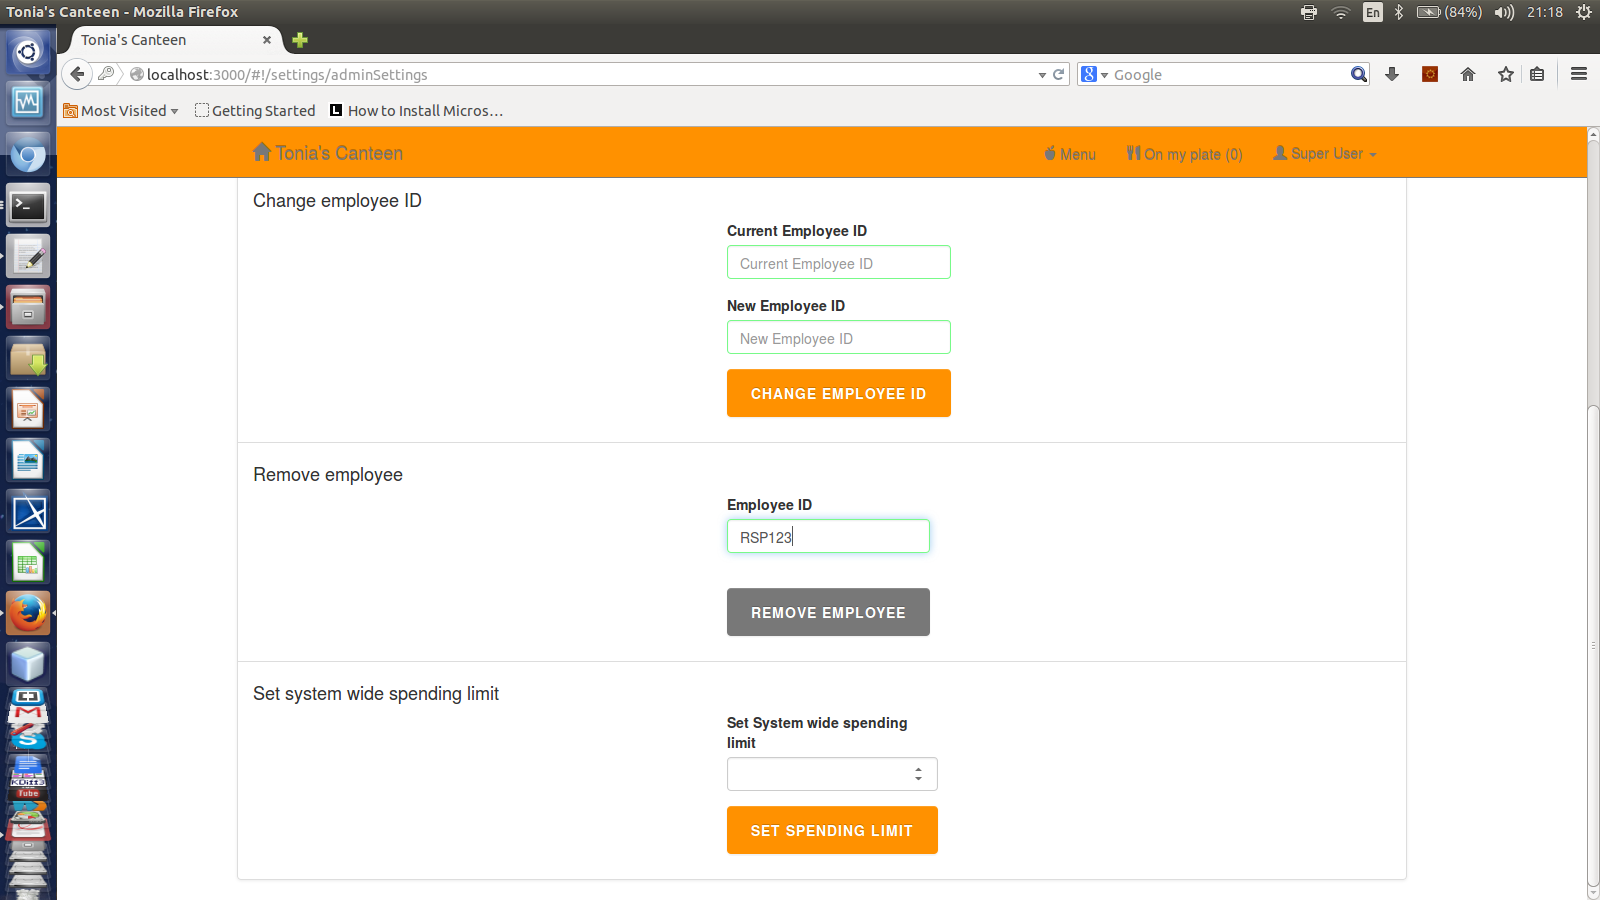 Tonia's Canteen - Mozilla Firefox
En
(84%)
21:18
Tonia's Canteen
localhost:3000/#!/settings/adminSettings
8
Google
Most Visited
Getting Started
L
How to Install Micros...
Tonia's Canteen
Menu
On my plate (0)
Super User
Change employee ID
Current Employee ID
Current Employee ID
New Employee ID
New Employee ID
CHANGE EMPLOYEE ID
Remove employee
Employee ID
RSP123
REMOVE EMPLOYEE
Set system wide spending limit
Set System wide spending
limit
SET SPENDING LIMIT
KDiff3
Tube